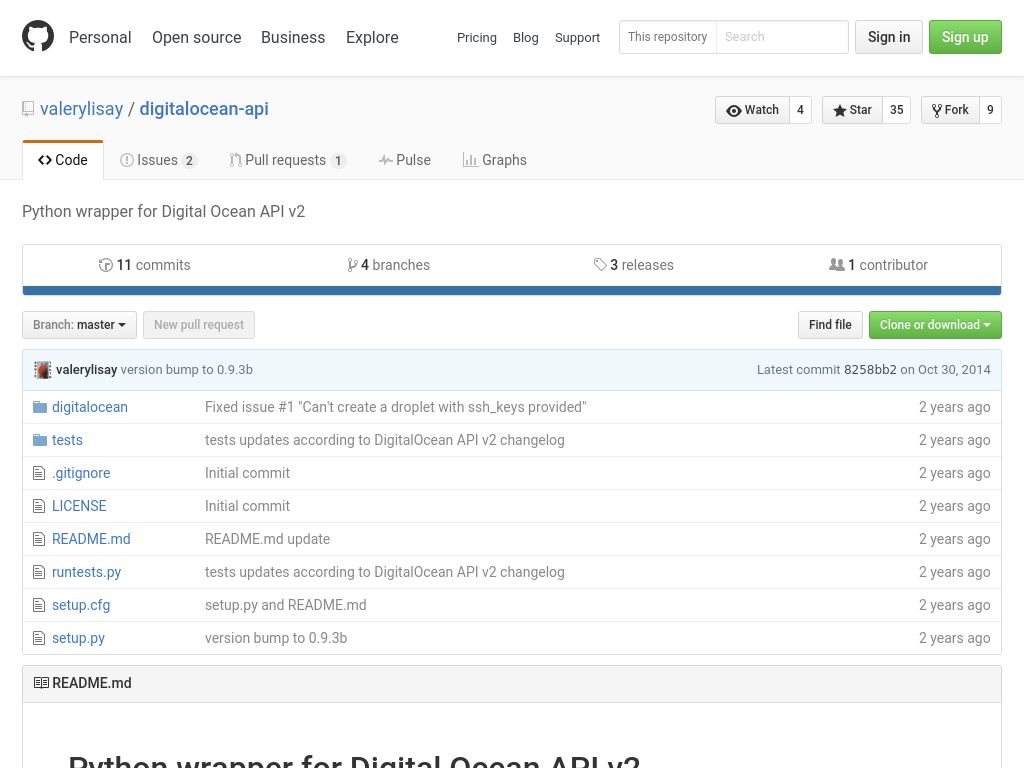 Personal Open source Business Explore Pricing Blog Support This repository Search Sign in Sign up
valerylisay / digitalocean-api Watch 4 Star 35 Fork 9
Code Issues 2 Pull requests 1 Pulse Graphs
Python wrapper for Digital Ocean API v2
11 commits 4 branches 3 releases 1 contributor
Branch: master New pull request Find file Clone or download
valerylisay version bump to 0.9.3b Latest commit 8258bb2 on Oct 30, 2014
digitalocean Fixed issue #1 "Can't create a droplet with ssh_keys provided" 2 years ago
tests tests updates according to DigitalOcean API v2 changelog 2 years ago
.gitignore Initial commit 2 years ago
LICENSE Initial commit 2 years ago
README.md README.md update 2 years ago
runtests.py tests updates according to DigitalOcean API v2 changelog 2 years ago
setup.cfg setup.py and README.md 2 years ago
setup.py version bump to 0.9.3b 2 years ago
README.md
Python wrapper for Digital Ocean API v2